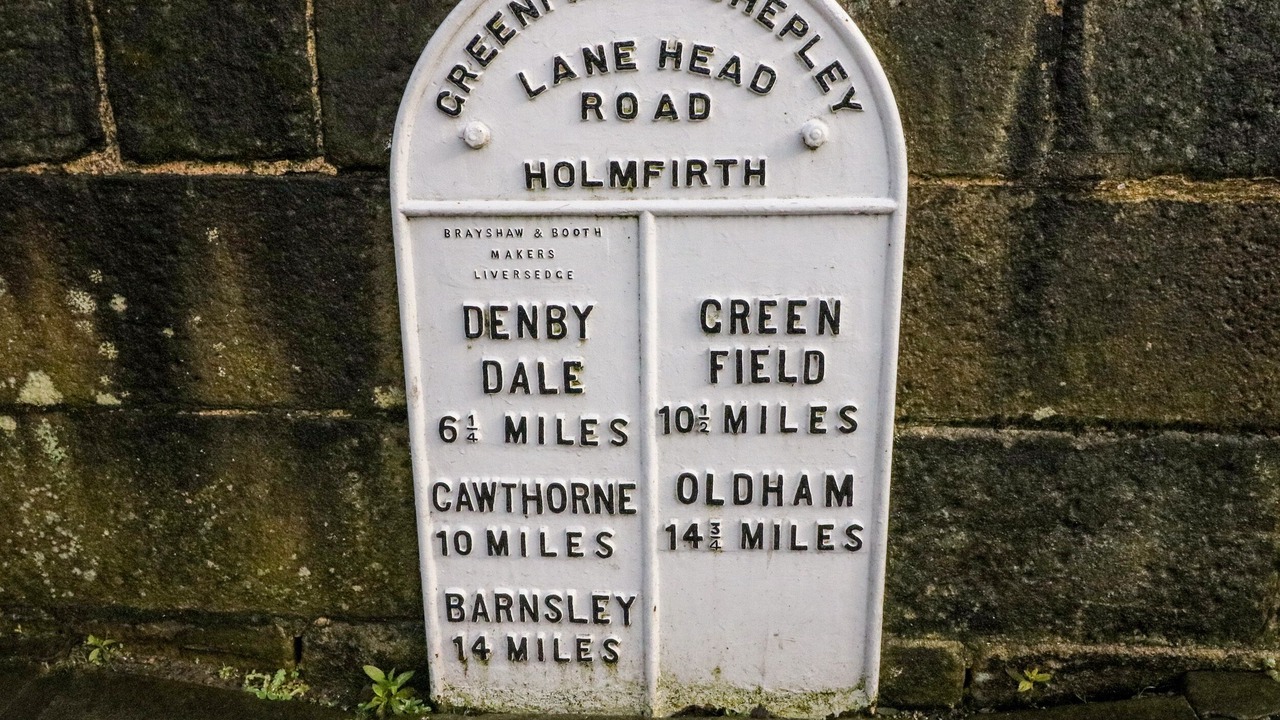 SHEPLEY
LANE HEAD
ROAD
HOLMFIRTH
BRAYSHAW & BOOTH
MAKERS
LIVERSEDGE
DENBY
DALE
6¼ MILES
CAWTHORNE
10 MILES
BARNSLEY
14 MILES
GREEN
FIELD
10½ MILES
OLDHAM
14¾ MILES